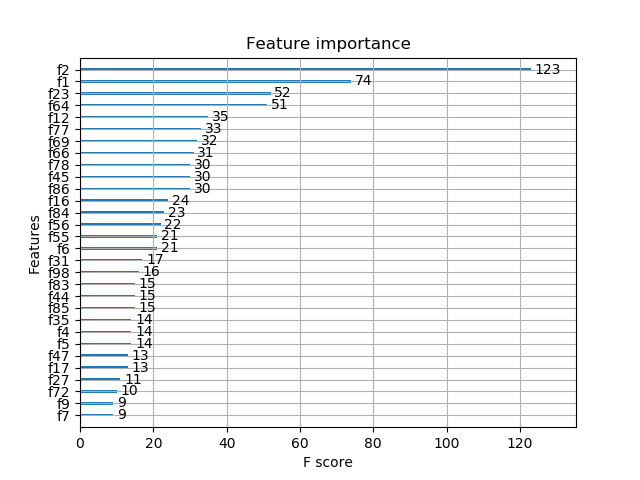 Feature importance
f2 123
f1 74
f23 52
f64 51
f12 35
f77 33
f69 32
f66 31
f78 30
f45 30
f86 30
f16 24
f84 23
f56 22
f55 21
f6 21
f31 17
f98 16
f83 15
f44 15
f85 15
f35 14
f4 14
f5 14
f47 13
f17 13
f27 11
f72 10
f9 9
f7 9
Features
0 20 40 60 80 100 120
F score